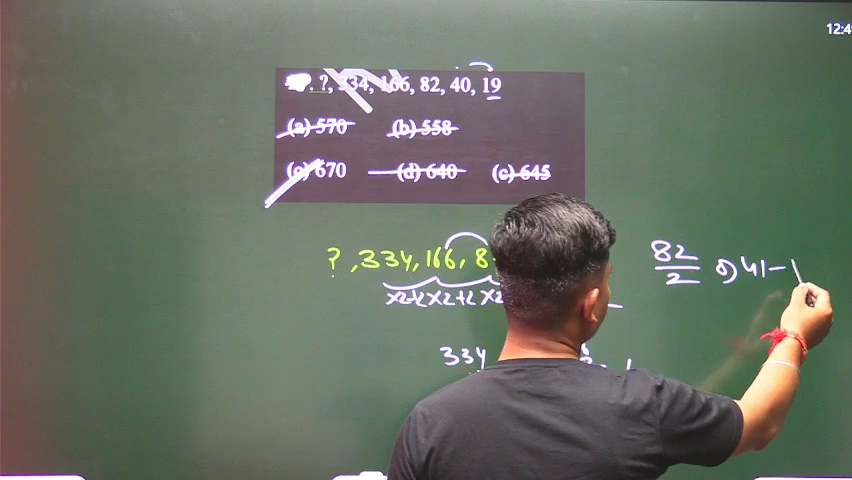 12:4
?, 334, 166, 82, 40, 19
(a) 570 (b) 558
(c) 670 (d) 640 (e) 645
?, 334, 166, 8
x2+2 x2+2 x2
82
2
41-
334